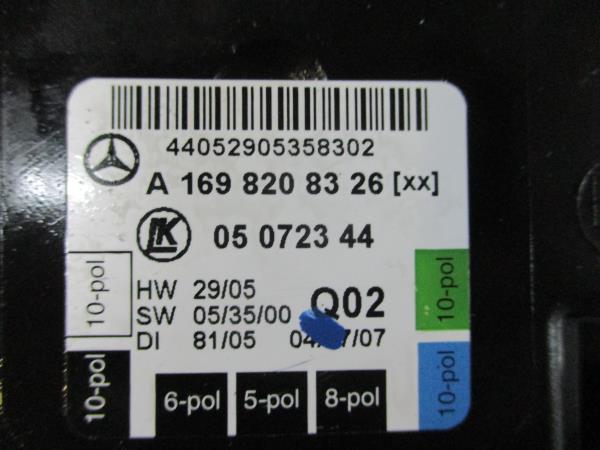 44052905358302
A 169 820 83 26 [xx]
LK 05 0723 44
HW 29/05
SW 05/35/00
DI 81/05
Q02
10-pol
10-pol
10-pol
10-pol
6-pol
5-pol
8-pol